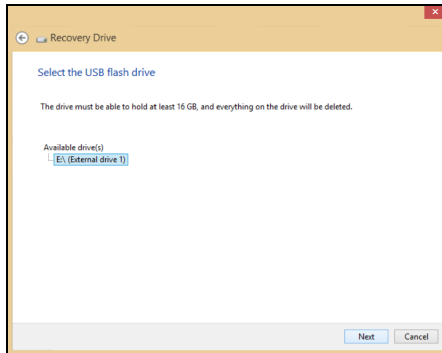 Recovery Drive
Select the USB flash drive
The drive must be able to hold at least 16 GB, and everything on the drive will be deleted.
Available drive(s)
E:\ (External drive 1)
Next Cancel